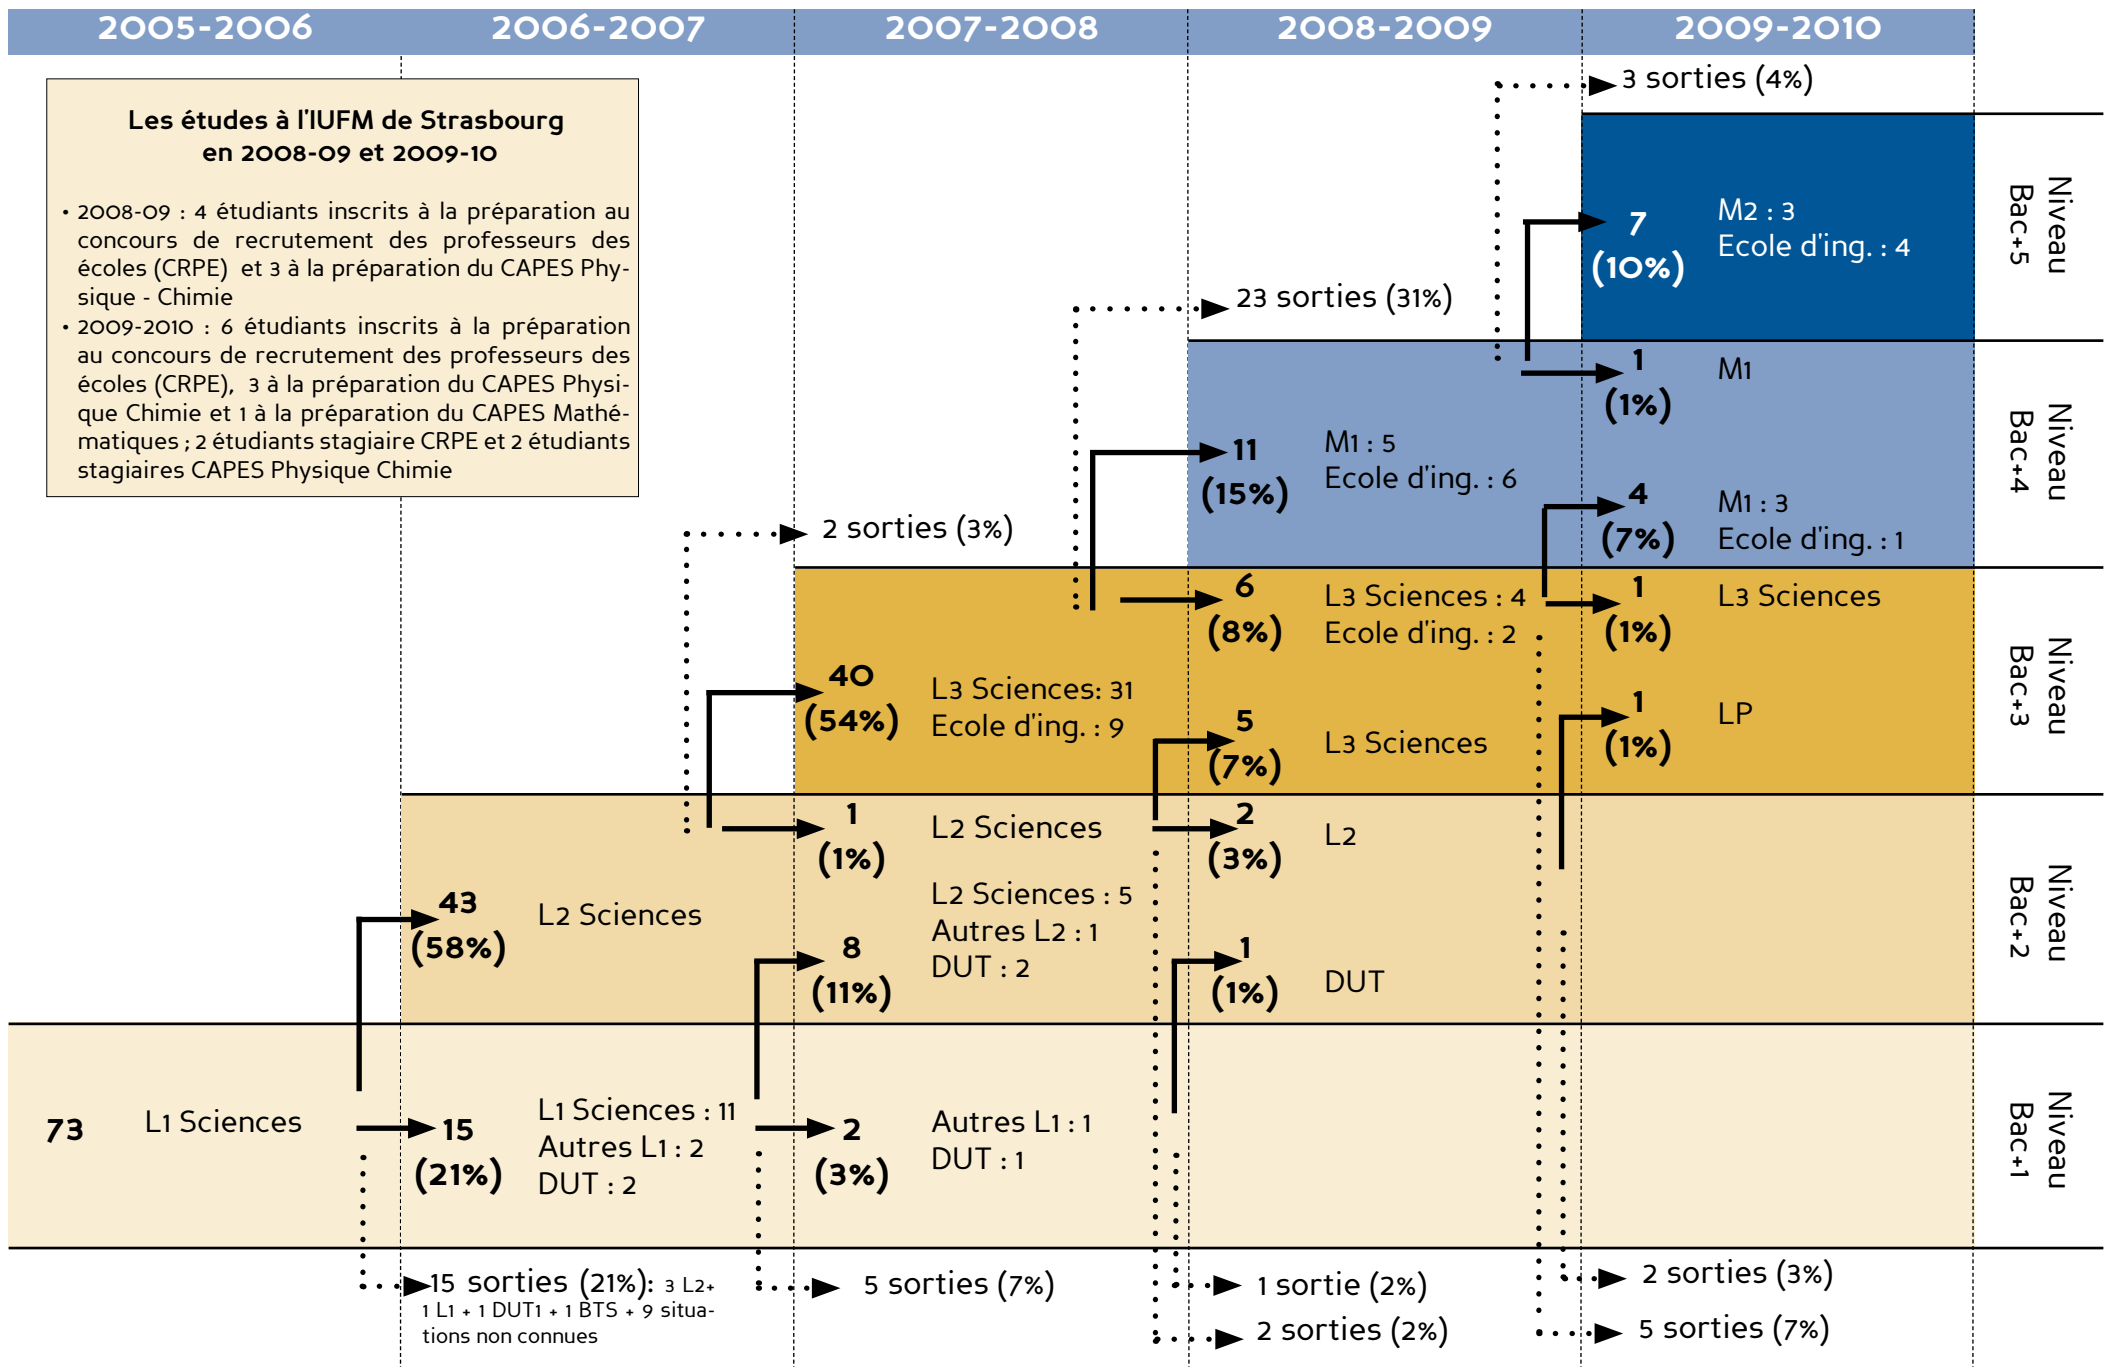 2005-2006
2006-2007
2007-2008
2008-2009
2009-2010
Les études à l'IUFM de Strasbourg
en 2008-09 et 2009-10
• 2008-09 : 4 étudiants inscrits à la préparation au
concours de recrutement des professeurs des
écoles (CRPE) et 3 à la préparation du CAPES Phy-
sique - Chimie
• 2009-2010 : 6 étudiants inscrits à la préparation
au concours de recrutement des professeurs des
écoles (CRPE), 3 à la préparation du CAPES Physi-
que Chimie et 1 à la préparation du CAPES Mathé-
matiques ; 2 étudiants stagiaire CRPE et 2 étudiants
stagiaires CAPES Physique Chimie
3 sorties (4%)
7
(10%)
M2 : 3
Ecole d'ing. : 4
Niveau
Bac+5
23 sorties (31%)
11
(15%)
M1 : 5
Ecole d'ing. : 6
1
(1%)
M1
4
(7%)
M1 : 3
Ecole d'ing. : 1
Niveau
Bac+4
2 sorties (3%)
40
(54%)
L3 Sciences: 31
Ecole d'ing. : 9
6
(8%)
L3 Sciences : 4
Ecole d'ing. : 2
5
(7%)
L3 Sciences
1
(1%)
L3 Sciences
1
(1%)
LP
Niveau
Bac+3
43
(58%)
L2 Sciences
1
(1%)
L2 Sciences
8
(11%)
L2 Sciences : 5
Autres L2 : 1
DUT : 2
2
(3%)
L2
1
(1%)
DUT
Niveau
Bac+2
73
L1 Sciences
15
(21%)
L1 Sciences : 11
Autres L1 : 2
DUT : 2
2
(3%)
Autres L1 : 1
DUT : 1
Niveau
Bac+1
15 sorties (21%): 3 L2+
1 L1 + 1 DUT1 + 1 BTS + 9 situa-
tions non connues
5 sorties (7%)
1 sortie (2%)
2 sorties (2%)
2 sorties (3%)
5 sorties (7%)